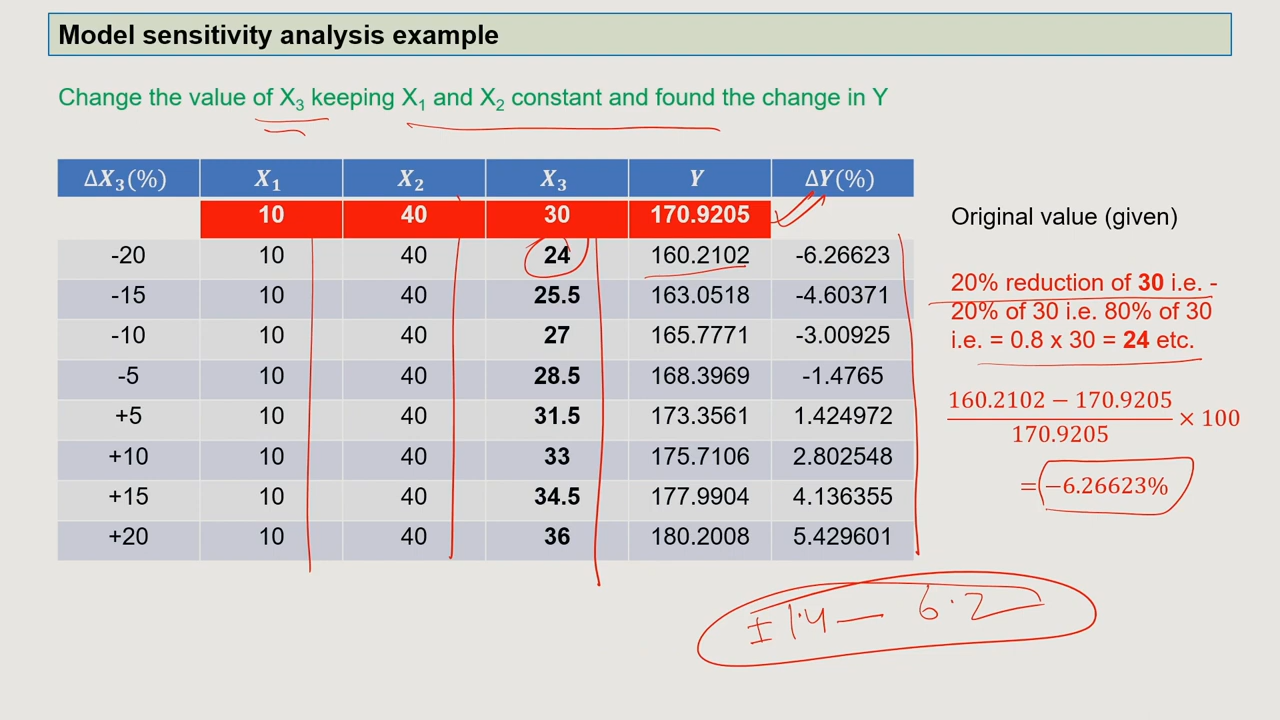 Model sensitivity analysis example
Change the value of X₃ keeping X₁ and X₂ constant and found the change in Y
ΔX₃(%) X₁ X₂ X₃ Y ΔY(%)
10 40 30 170.9205
-20 10 40 24 160.2102 -6.26623
-15 10 40 25.5 163.0518 -4.60371
-10 10 40 27 165.7771 -3.00925
-5 10 40 28.5 168.3969 -1.4765
+5 10 40 31.5 173.3561 1.424972
+10 10 40 33 175.7106 2.802548
+15 10 40 34.5 177.9904 4.136355
+20 10 40 36 180.2008 5.429601
Original value (given)
20% reduction of 30 i.e. -
20% of 30 i.e. 80% of 30
i.e. = 0.8 x 30 = 24 etc.
160.2102 − 170.9205
170.9205
× 100
= −6.26623%
± 1.4 — 6.2